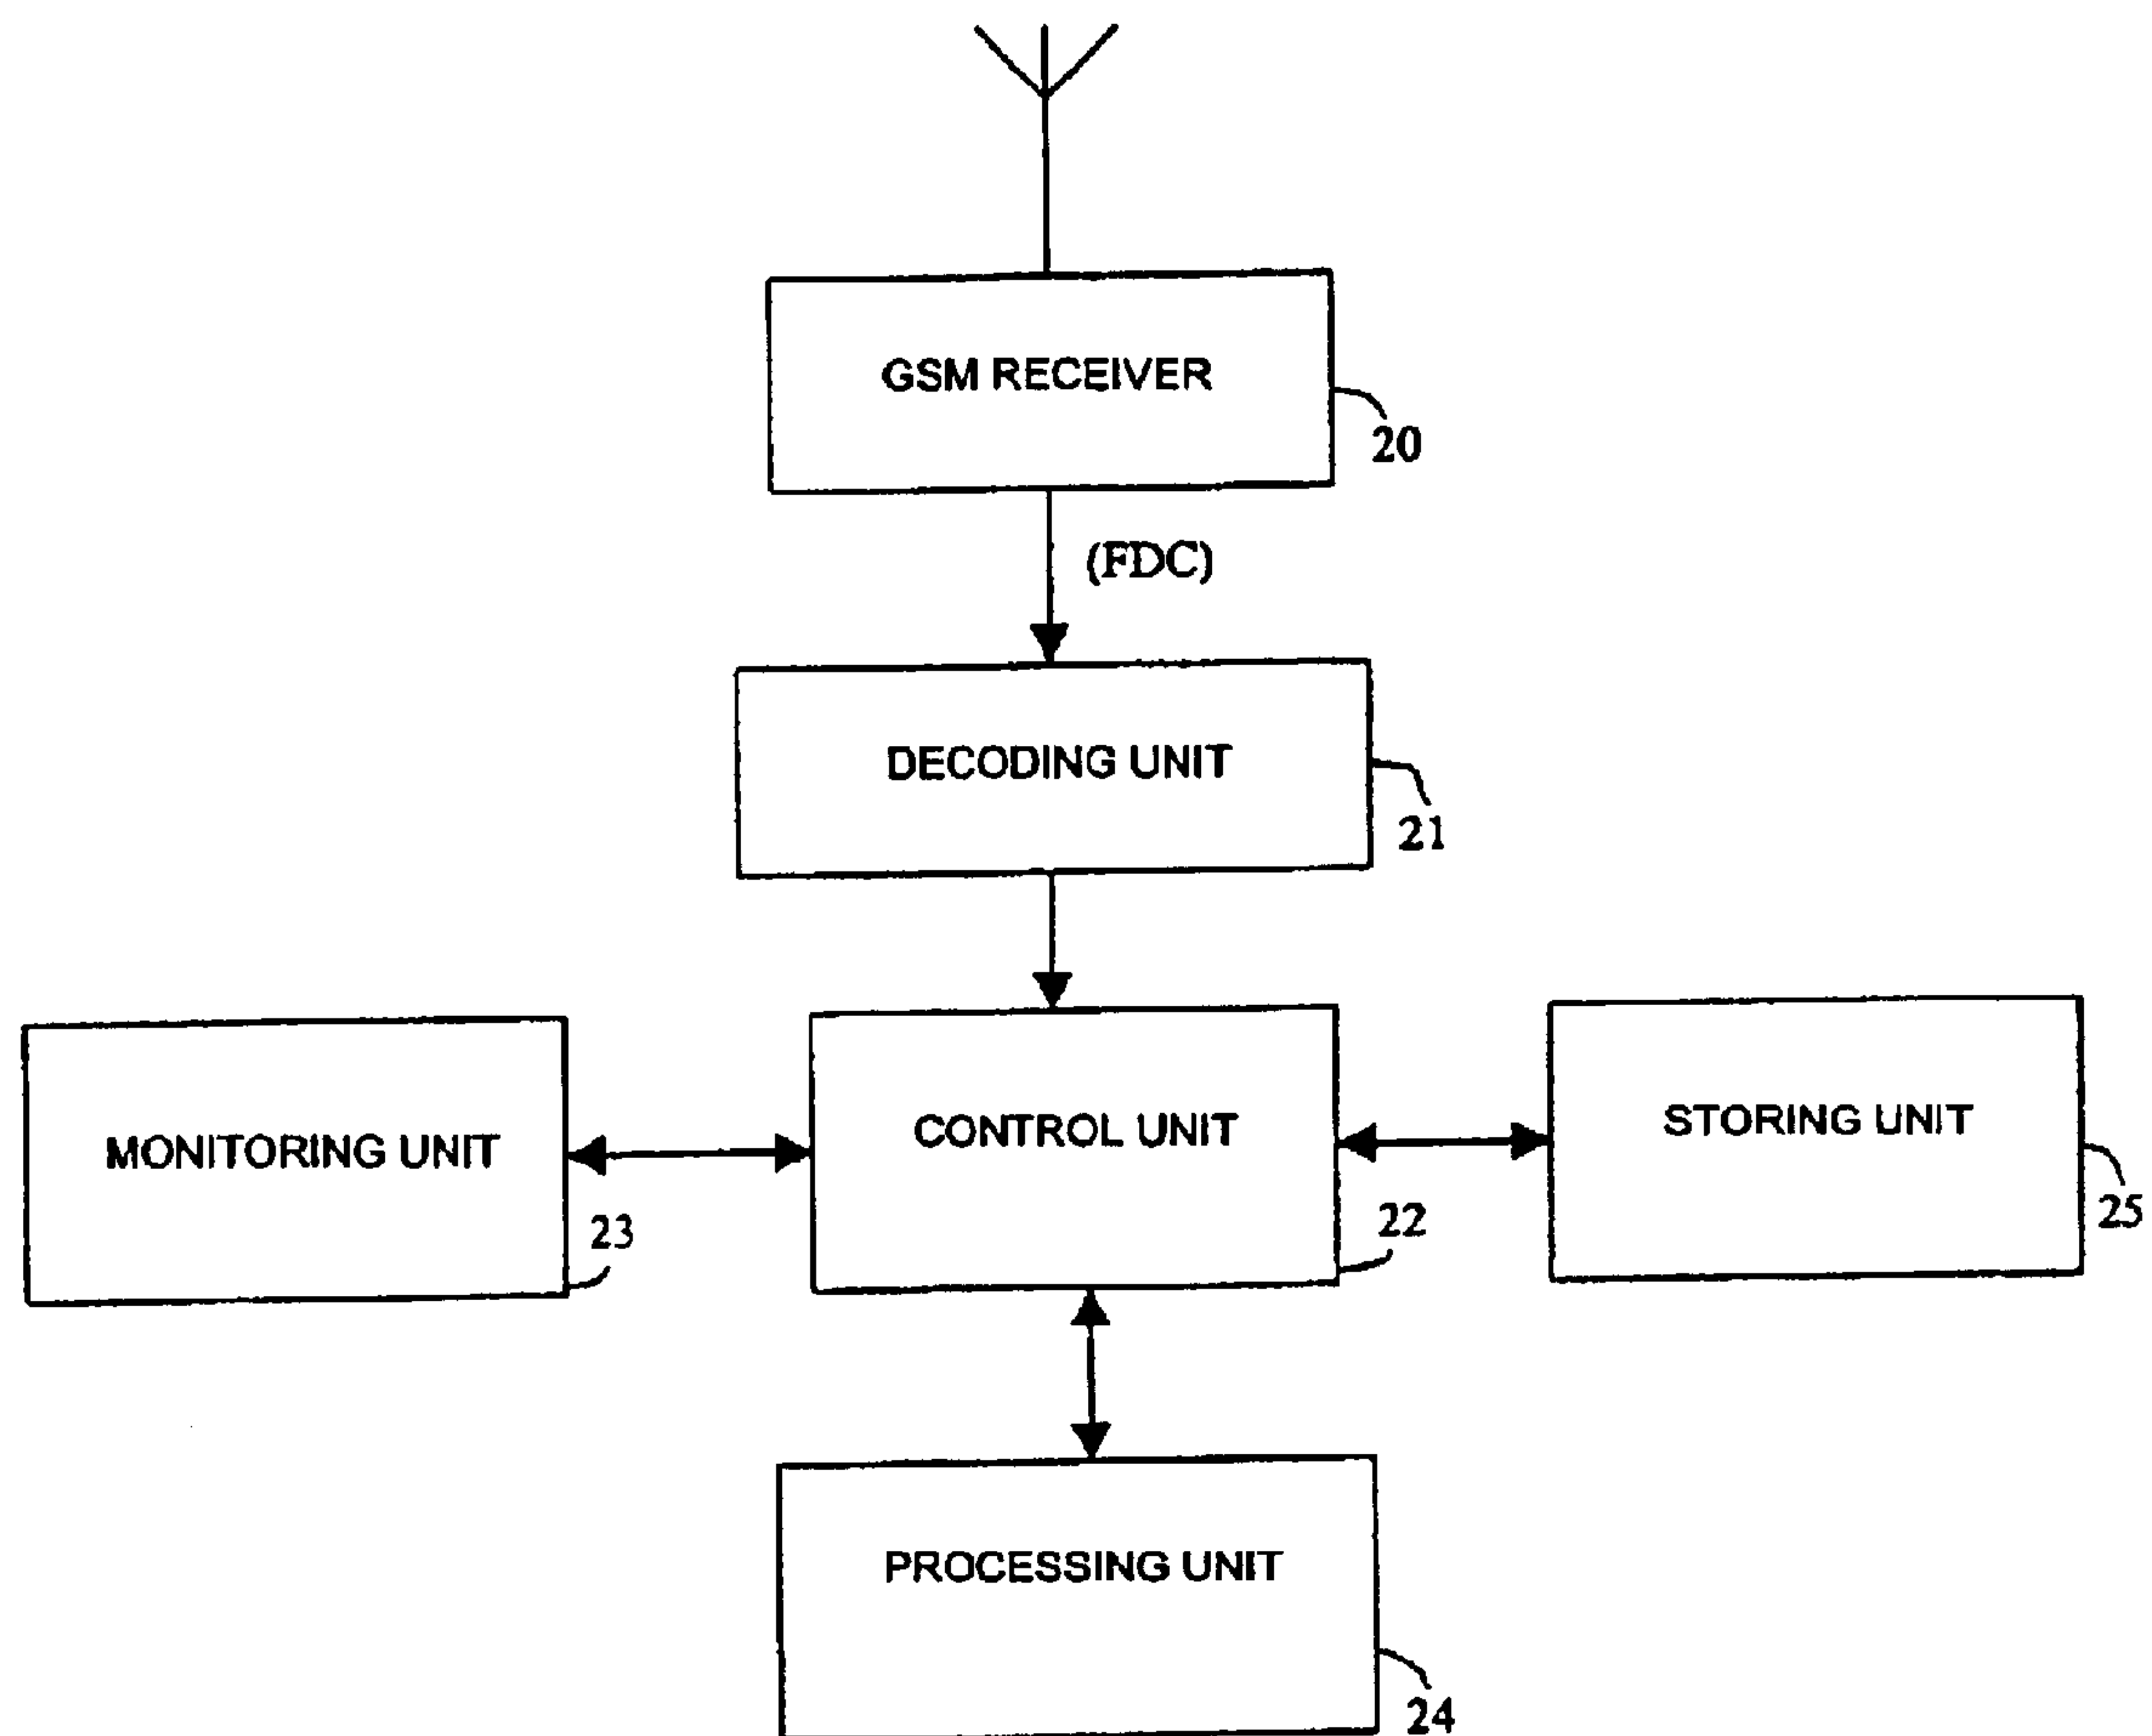 GSM RECEIVER
20
(FDC)
DECODING UNIT
21
MONITORING UNIT
23
CONTROL UNIT
22
STORING UNIT
25
PROCESSING UNIT
24